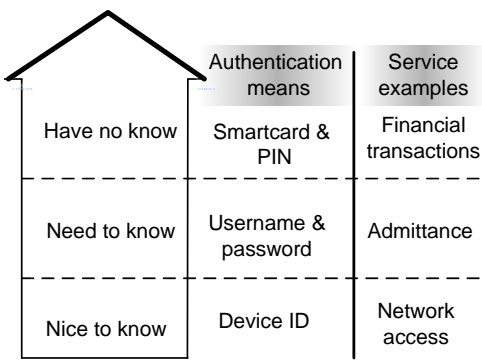 Authentication
means
Service
examples
Have no know
Smartcard &
PIN
Financial
transactions
Need to know
Username &
password
Admittance
Nice to know
Device ID
Network
access